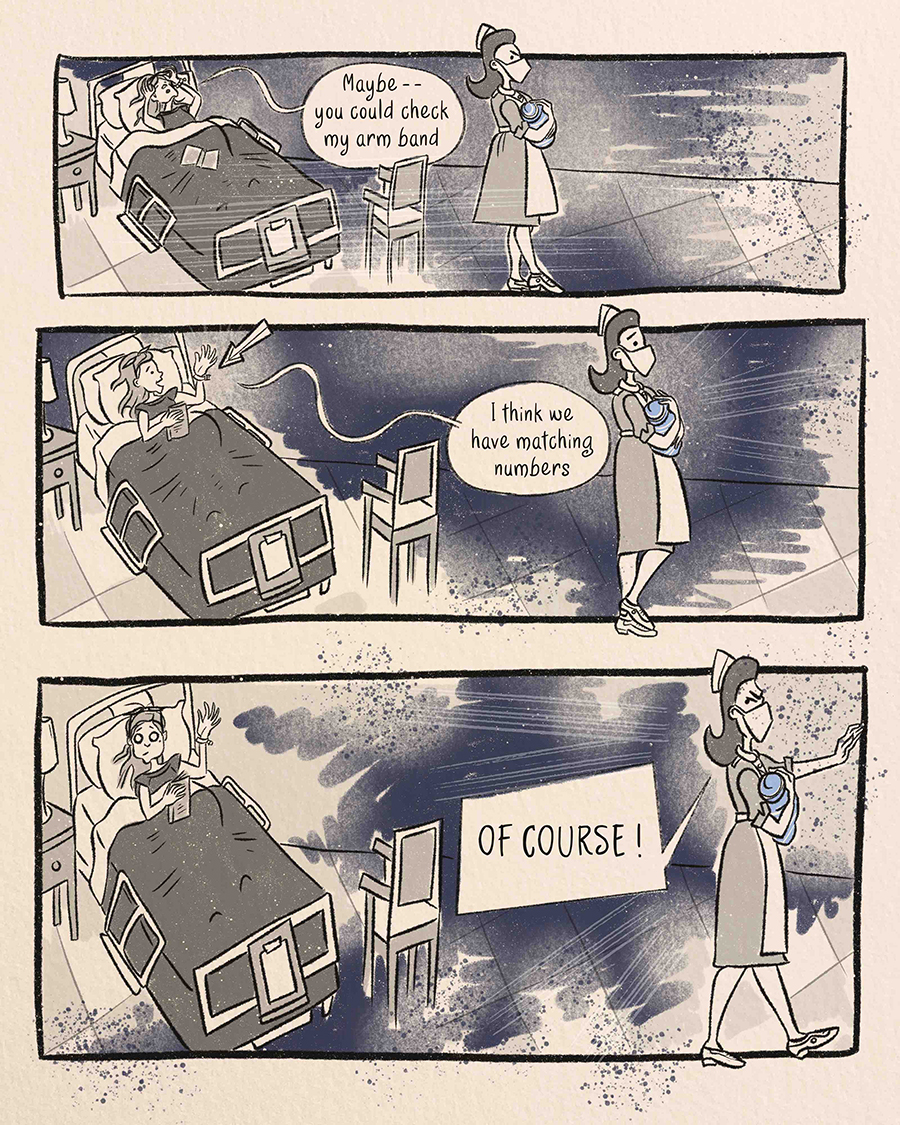 Maybe --
you could check
my arm band
I think we
have matching
numbers
OF COURSE !